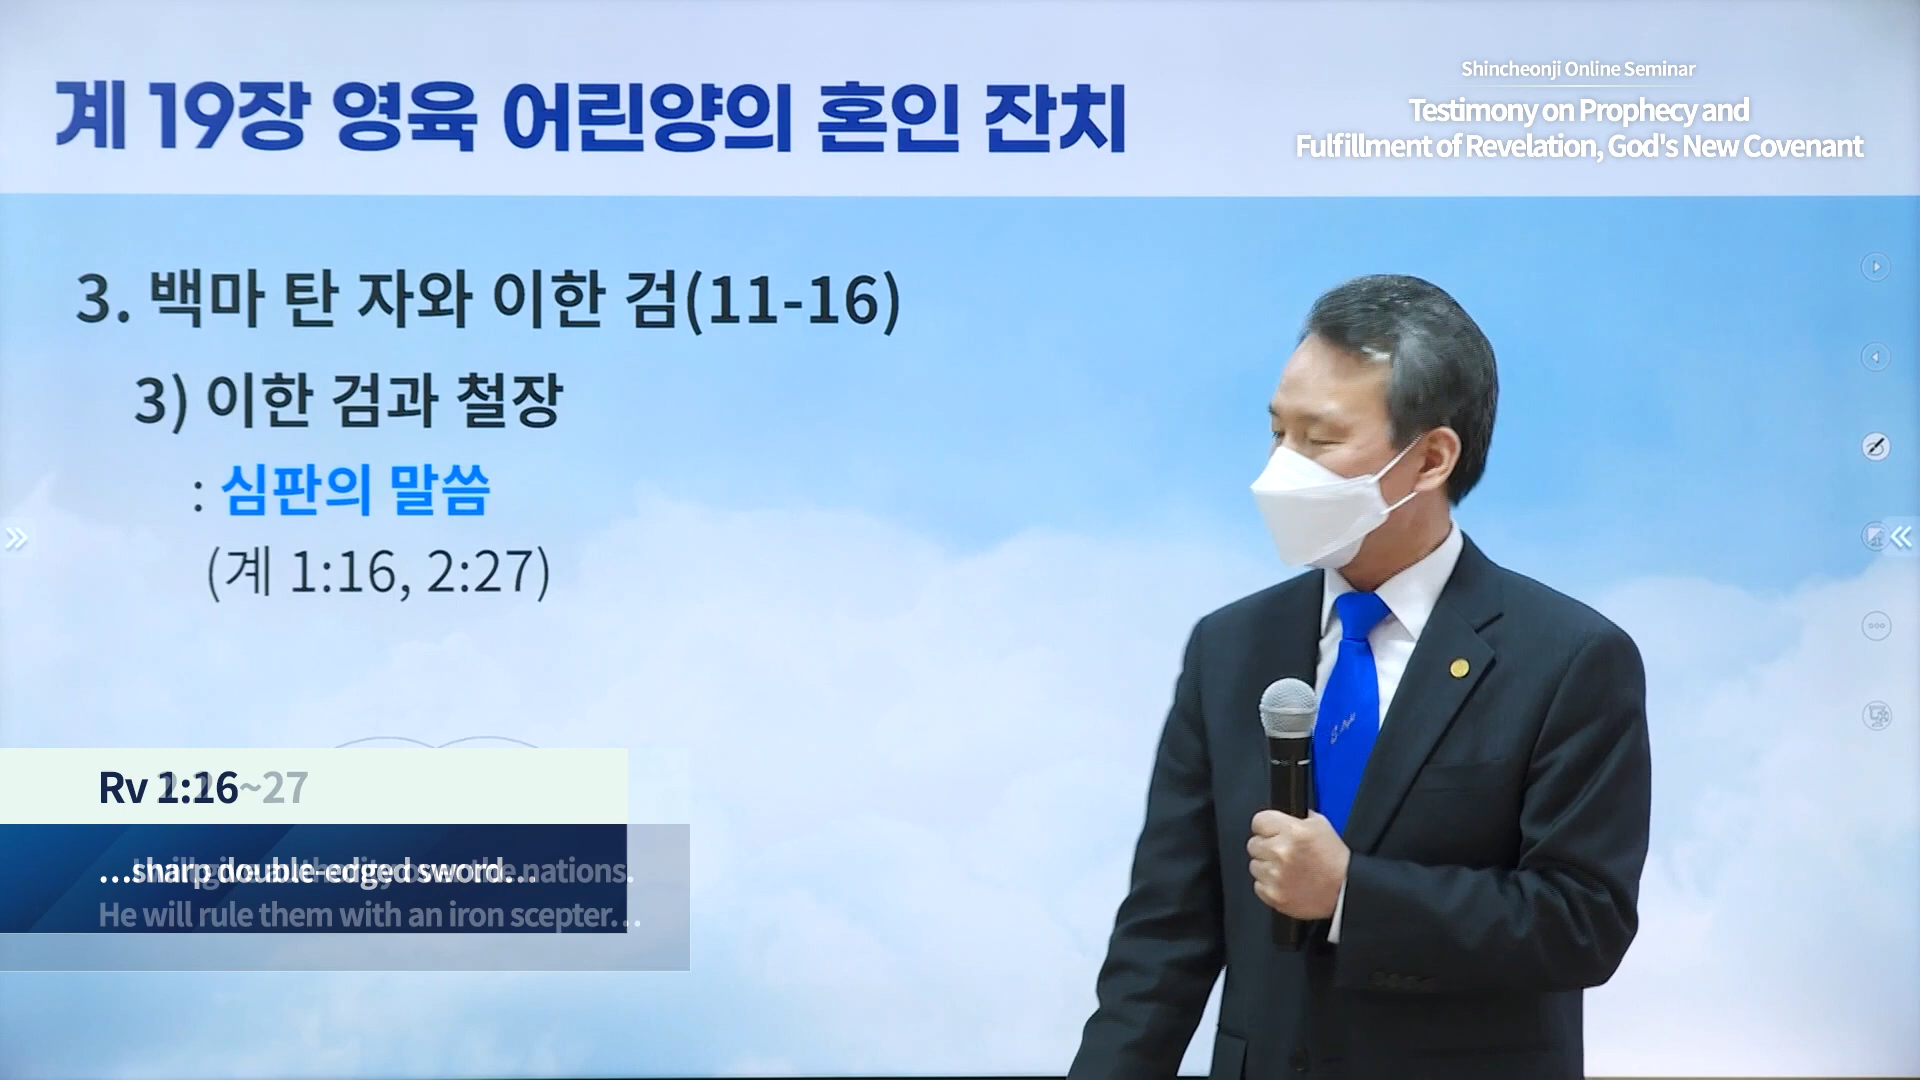 계 19장 영육 어린양의 혼인 잔치
Shincheonji Online Seminar
Testimony on Prophecy and
Fulfillment of Revelation, God's New Covenant
3. 백마 탄 자와 이한 검(11-16)
3) 이한 검과 철장
: 심판의 말씀
(계 1:16, 2:27)
Rv 1:16~27
…sharp double-edged sword…
nations.
He will rule them with an iron scepter…